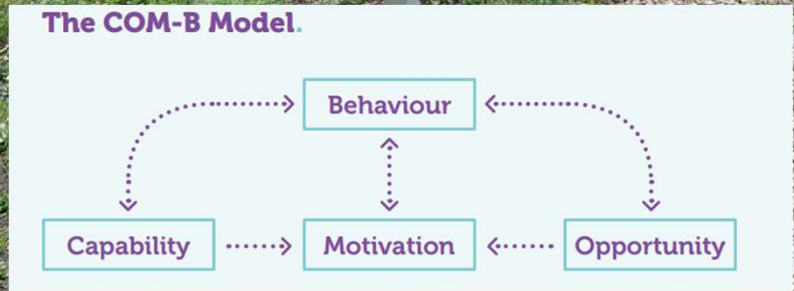 The COM-B Model.
Behaviour
Capability
Motivation
Opportunity